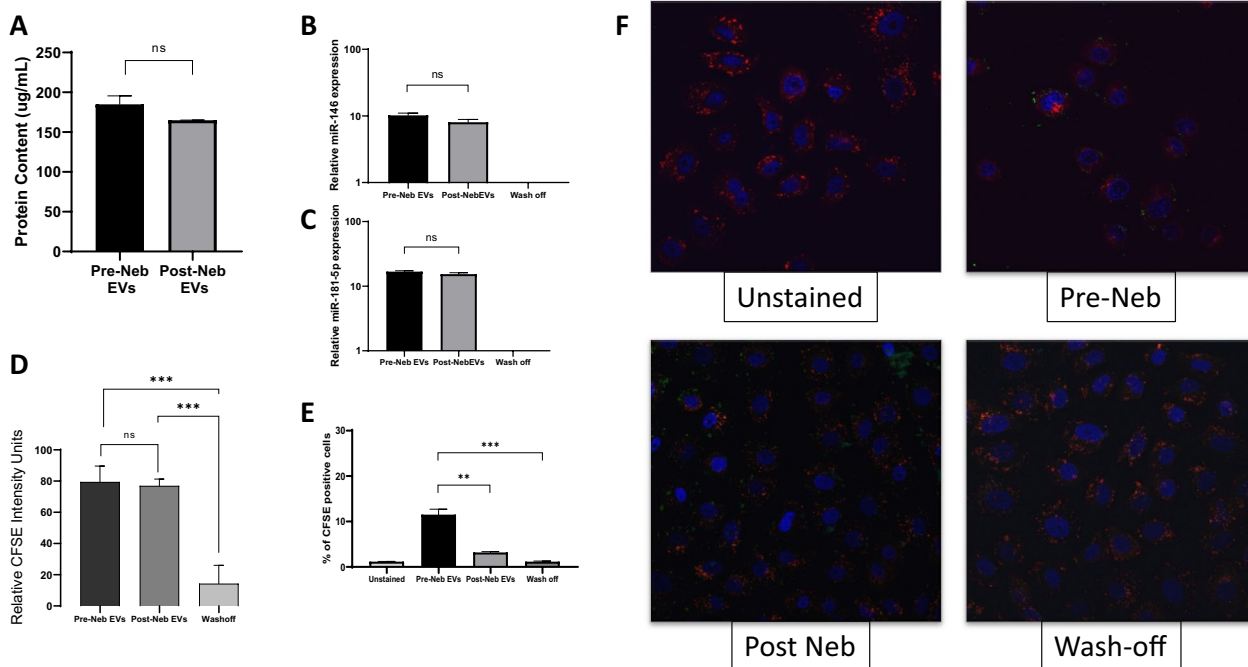 A
Protein Content (ug/mL)
250
200
150
100
50
0
ns
Pre-Neb
EVs
Post-Neb
EVs
B
Relative miR-146 expression
100
10
1
ns
Pre-Neb EVs
Post-NebEVs
Wash off
C
Relative miR-181-5p expression
100
10
1
ns
Pre-Neb EVs
Post-NebEVs
Wash off
D
Relative CFSE Intensity Units
100
80
60
40
20
0
***
***
ns
Pre-Neb EVs
Post-Neb EVs
Washoff
E
% of CFSE positive cells
30
20
10
0
***
**
Unstained
Pre-Neb EVs
Post-Neb EVs
Wash off
F
Unstained
Pre-Neb
Post Neb
Wash-off